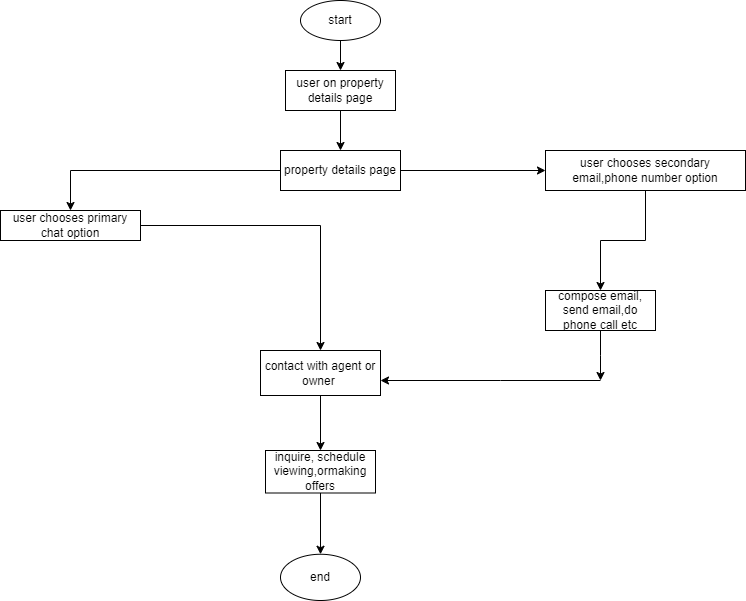 start
user on property
details page
property details page
user chooses secondary
email,phone number option
user chooses primary
chat option
compose email,
send email,do
phone call etc
contact with agent or
owner
inquire, schedule
viewing,ormaking
offers
end